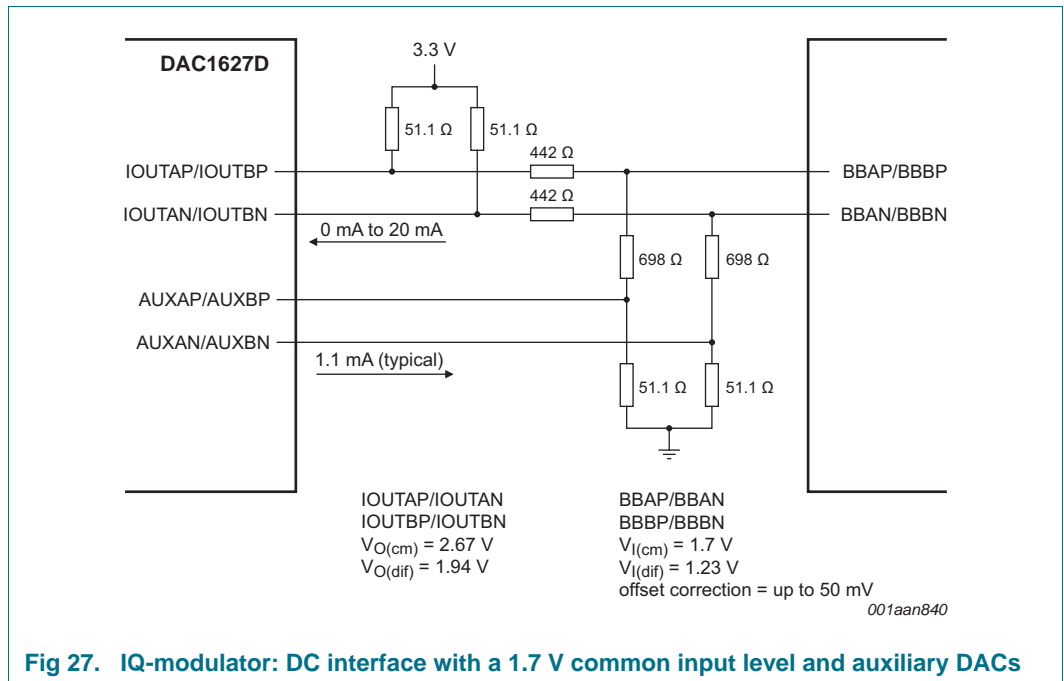 3.3 V
DAC1627D
51.1 Ω 51.1 Ω
442 Ω
IOUTAP/IOUTBP BBAP/BBBP
442 Ω
IOUTAN/IOUTBN BBAN/BBBN
0 mA to 20 mA
698 Ω 698 Ω
AUXAP/AUXBP
AUXAN/AUXBN
1.1 mA (typical)
51.1 Ω 51.1 Ω
IOUTAP/IOUTAN
IOUTBP/IOUTBN
VO(cm) = 2.67 V
VO(dif) = 1.94 V
BBAP/BBAN
BBBP/BBBN
VI(cm) = 1.7 V
VI(dif) = 1.23 V
offset correction = up to 50 mV
001aan840
Fig 27. IQ-modulator: DC interface with a 1.7 V common input level and auxiliary DACs